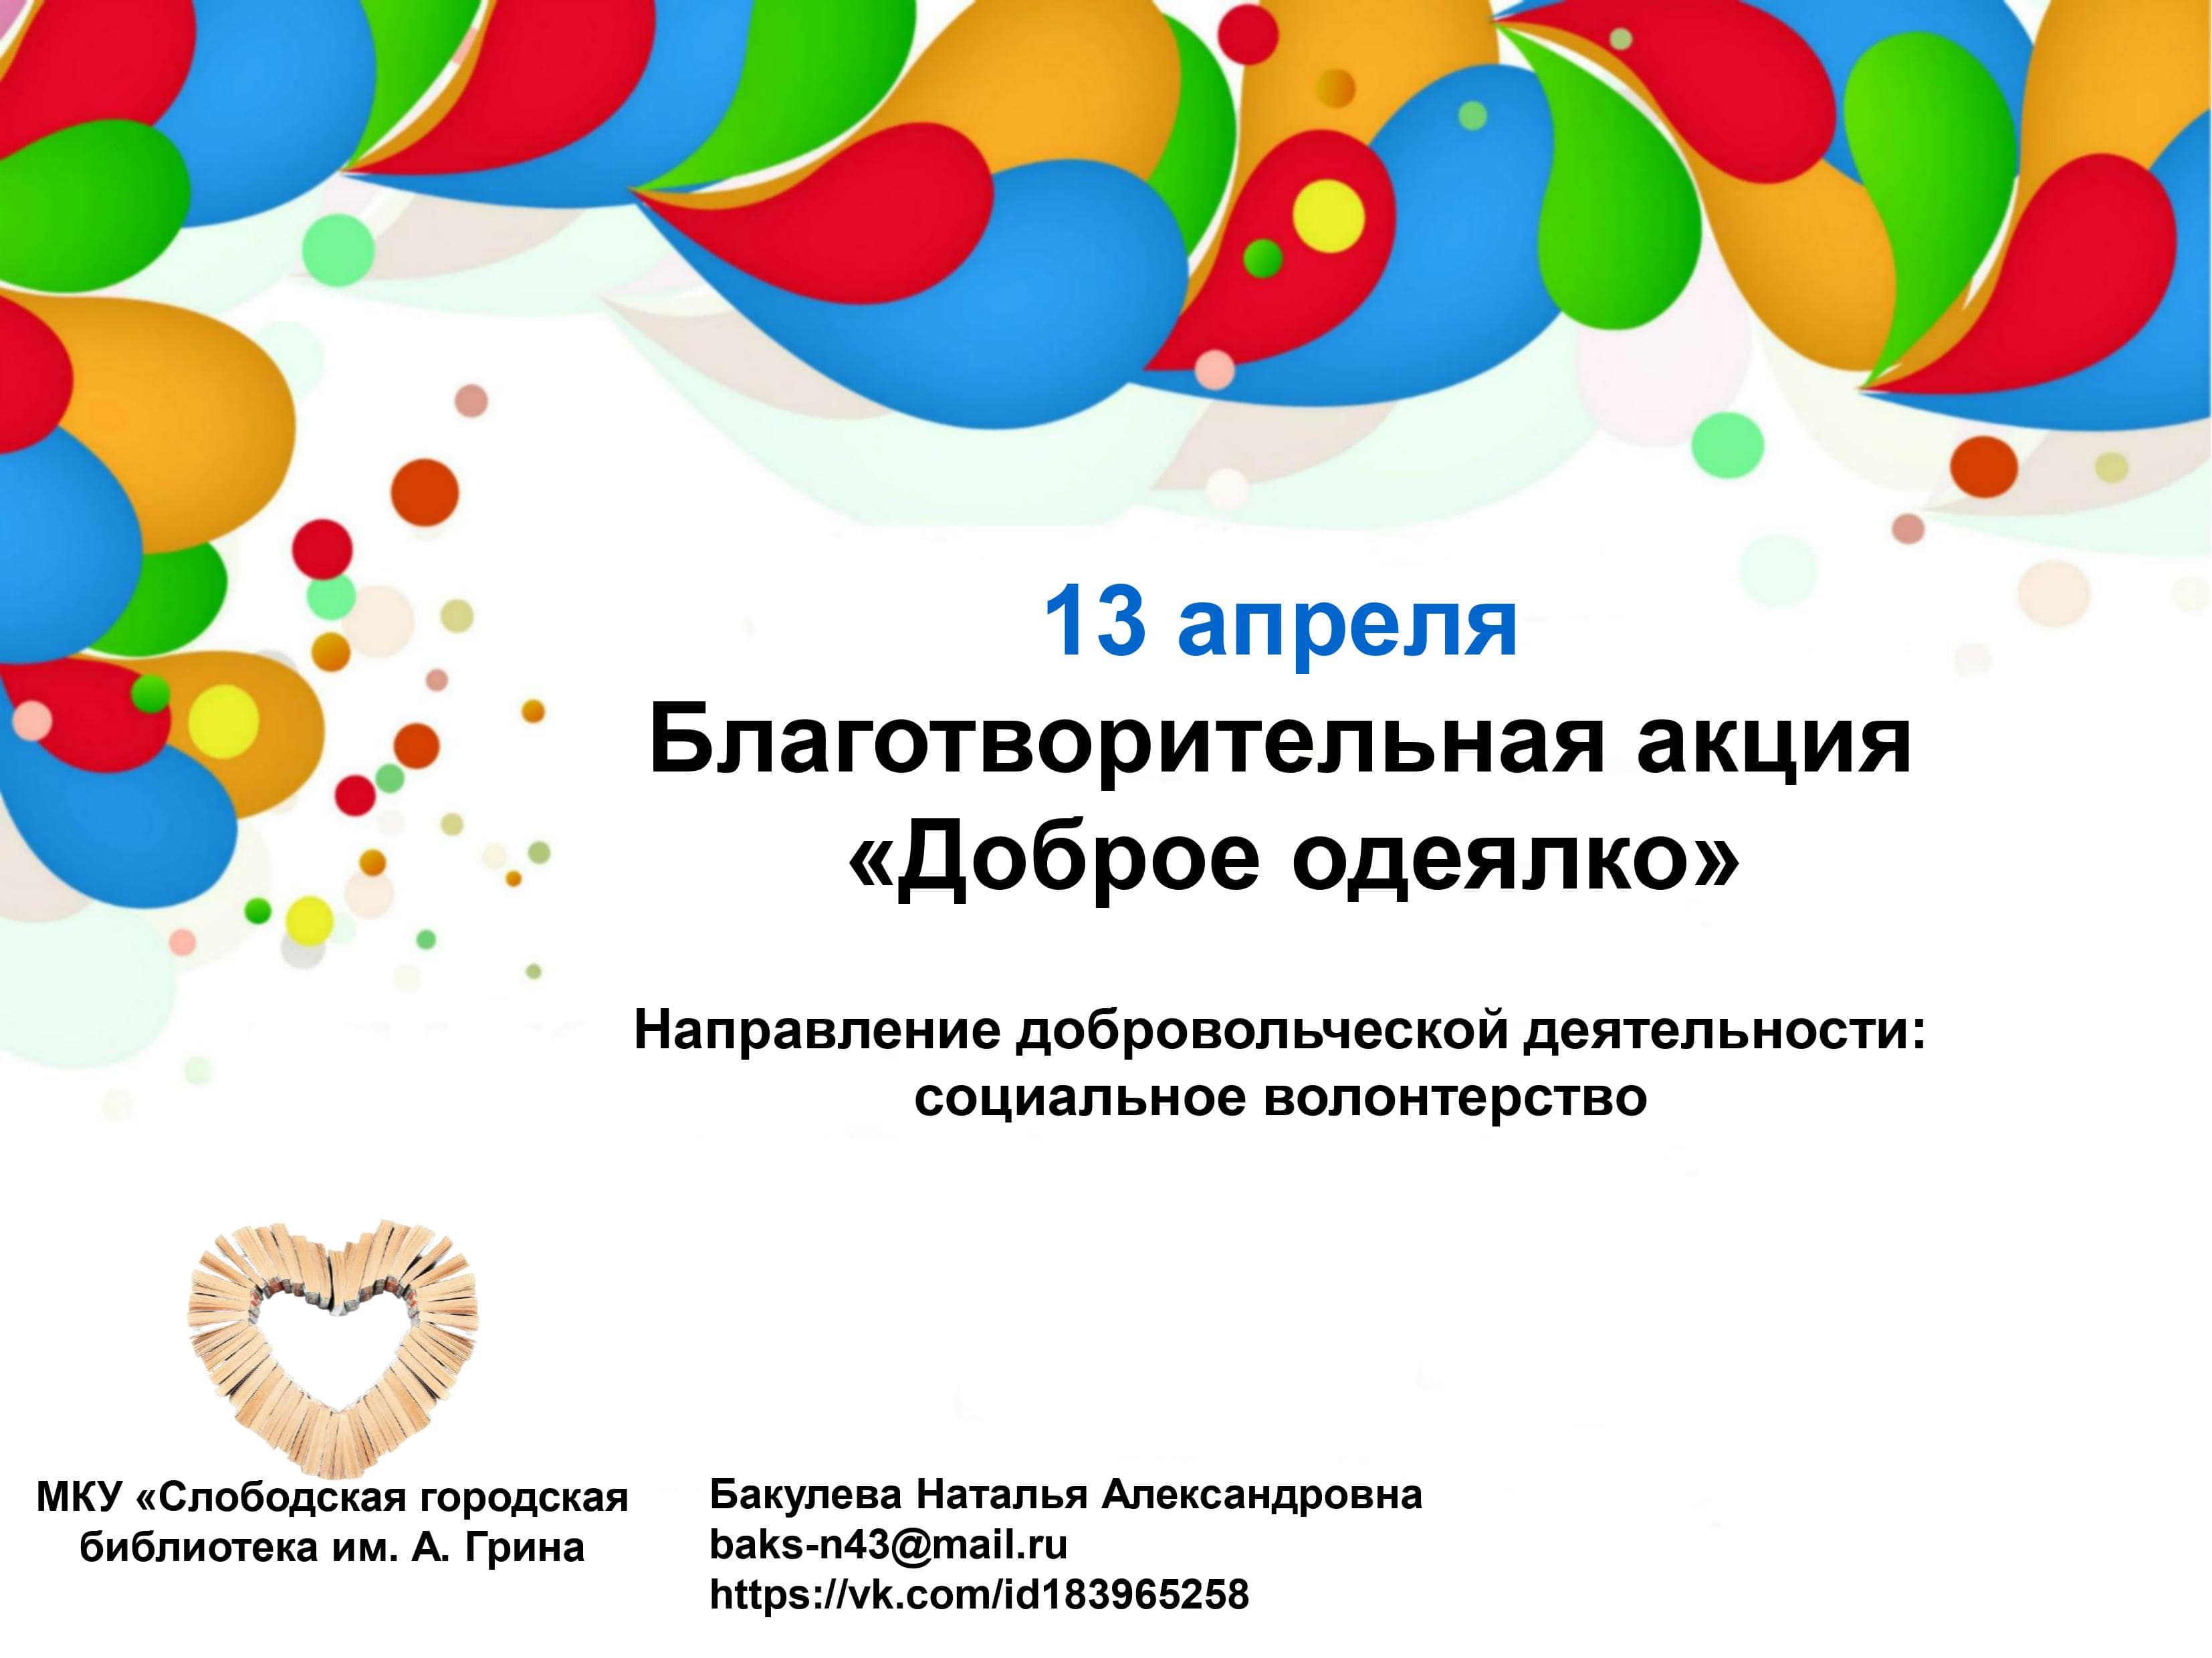 13 апреля
Благотворительная акция
«Доброе одеялко»
Направление добровольческой деятельности:
социальное волонтерство
МКУ «Слободская городская
библиотека им. А. Грина
Бакулева Наталья Александровна
baks-n43@mail.ru
https://vk.com/id183965258